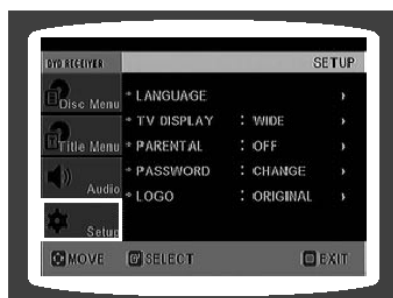 DVD RECEIVER SETUP
Disc Menu
Title Menu
Audio
Setup
LANGUAGE
TV DISPLAY : WIDE
PARENTAL : OFF
PASSWORD : CHANGE
LOGO : ORIGINAL
MOVE SELECT EXIT